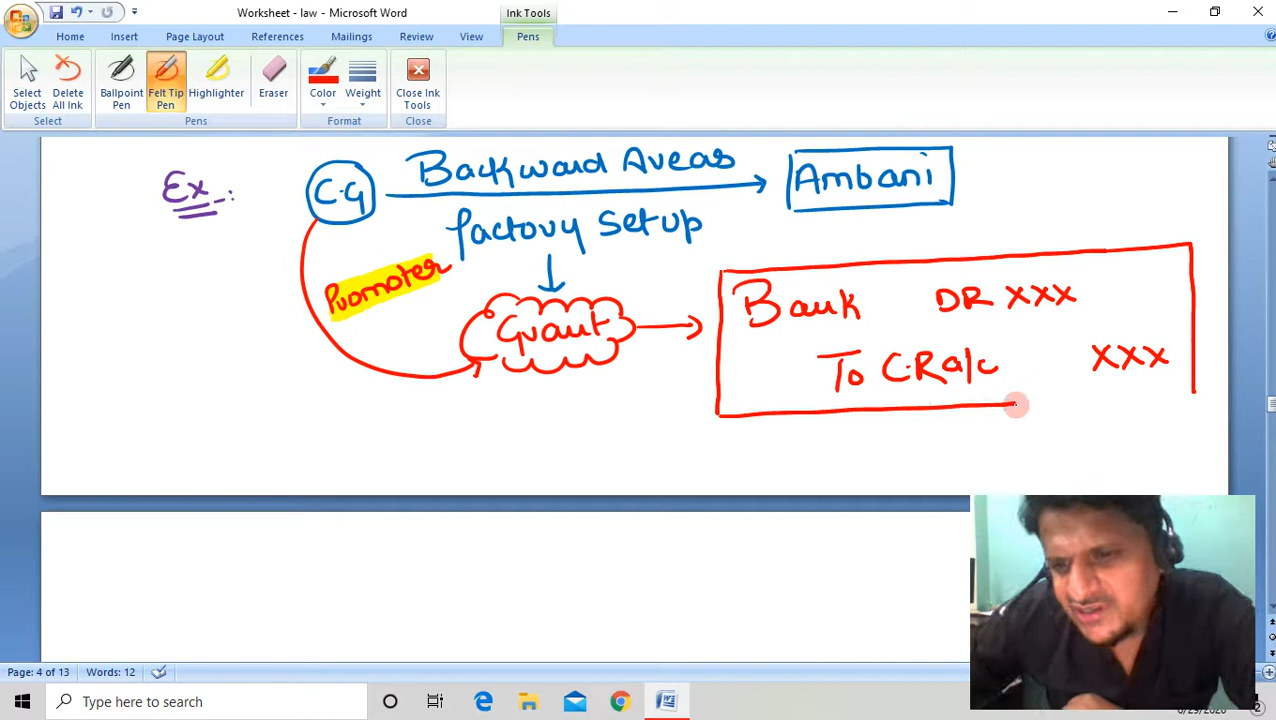 Worksheet - law - Microsoft Word
Ink Tools
Home Insert Page Layout References Mailings Review View Pens
Select Objects
Delete All Ink
Ballpoint Pen
Felt Tip Pen
Highlighter
Eraser
Color
Weight
Close Ink Tools
Select Pens Format Close
Ex-:
C.G
Backward Areas
Ambani
factory Setup
Promoter
Grant
Bank DR XXX
To C.R a/c XXX
Page: 4 of 13 Words: 12
Type here to search
6/29/2020